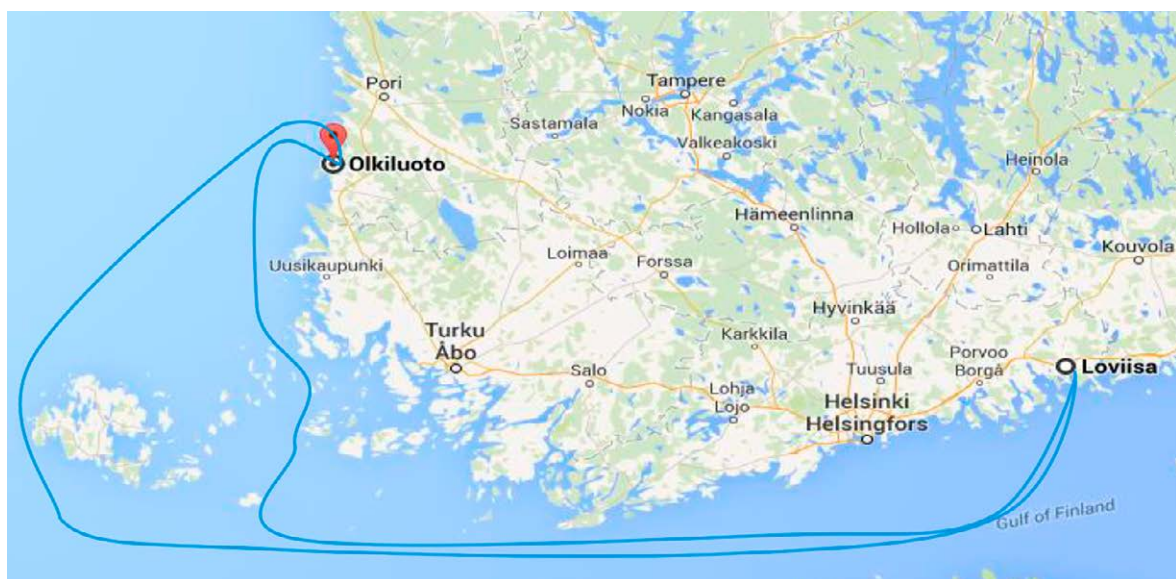 Pori
Tampere
Nokia
Kangasala
Sastamala
Valkeakoski
Olkiluoto
Heinola
Hämeenlinna
Hollola
Lahti
Kouvola
Uusikaupunki
Loimaa
Forssa
Orimattila
Hyvinkää
Turku
Åbo
Karkkila
Salo
Lohja
Lojo
Tuusula
Porvoo
Borgå
Loviisa
Helsinki
Helsingfors
Gulf of Finland